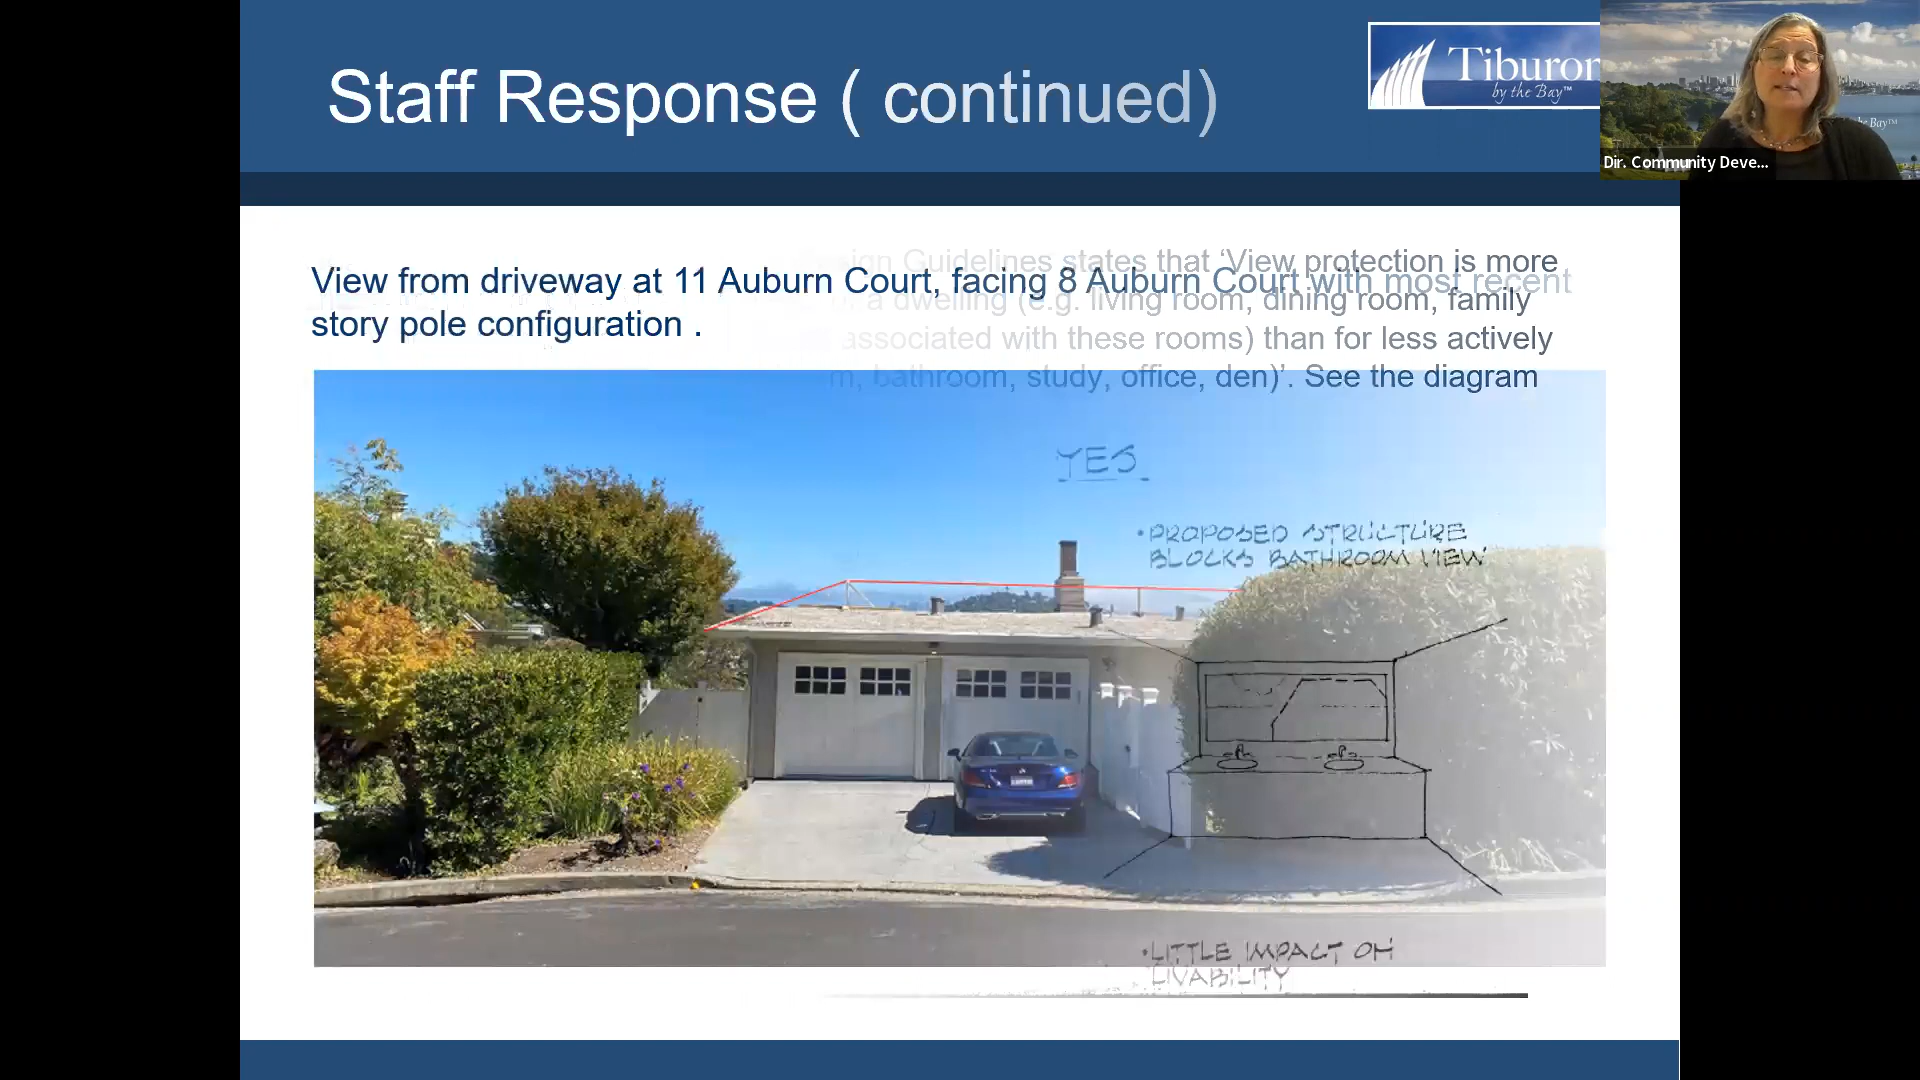 Staff Response ( continued)
Tiburon
by the Bay™
the Bay™
Dir. Community Deve...
Guidelines states that ‘View protection is more
View from driveway at 11 Auburn Court, facing 8 Auburn Court with most recent
a dwelling (e.g. living room, dining room, family
story pole configuration .
associated with these rooms) than for less actively
bathroom, study, office, den)’. See the diagram
YES
• PROPOSED STRUCTURE
BLOCKS BATHROOM VIEW
• LITTLE IMPACT ON
LIVABILITY